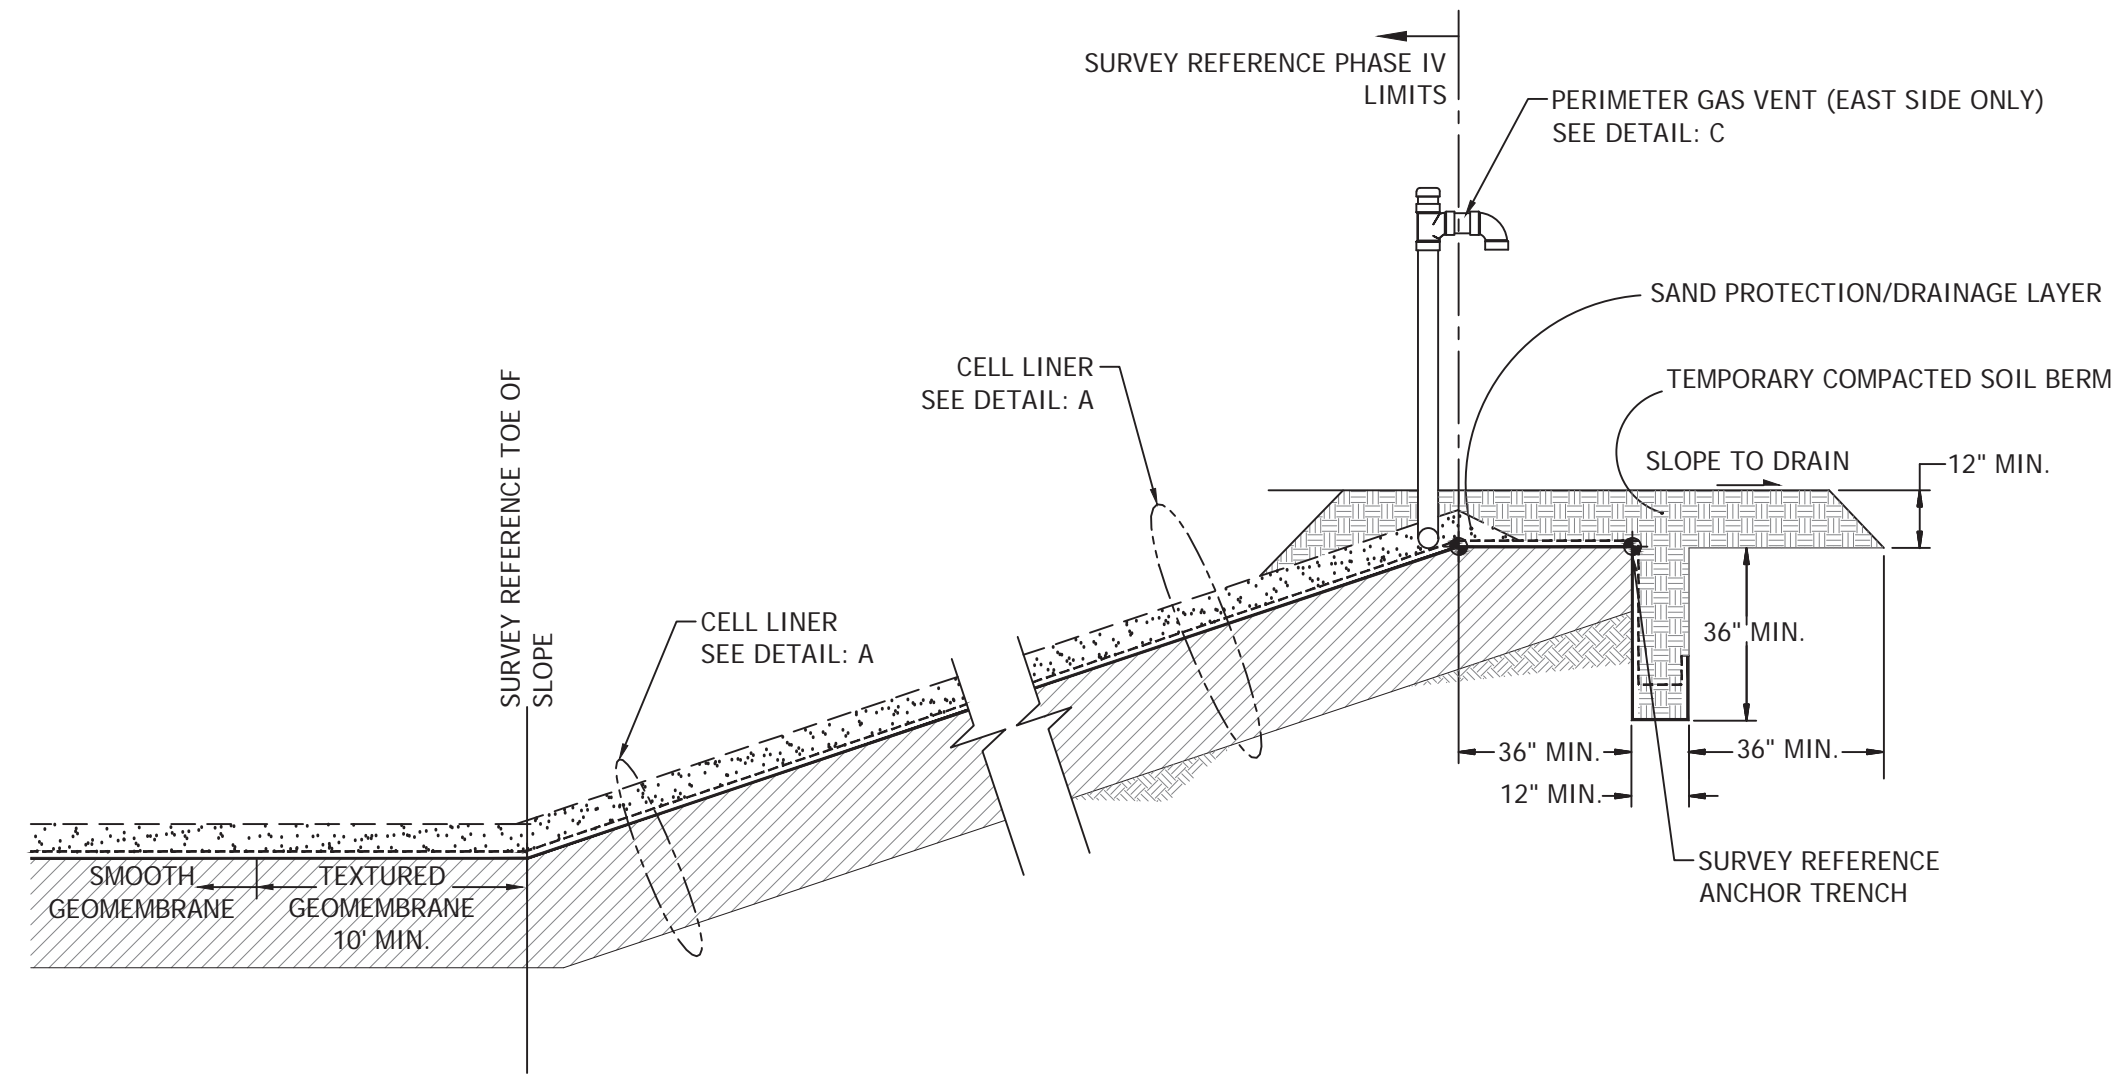 SURVEY REFERENCE PHASE IV
LIMITS
PERIMETER GAS VENT (EAST SIDE ONLY)
SEE DETAIL: C
SAND PROTECTION/DRAINAGE LAYER
CELL LINER
SEE DETAIL: A
TEMPORARY COMPACTED SOIL BERM
SLOPE TO DRAIN
12" MIN.
SURVEY REFERENCE TOE OF
SLOPE
CELL LINER
SEE DETAIL: A
36" MIN.
36" MIN.
36" MIN.
12" MIN.
SURVEY REFERENCE
ANCHOR TRENCH
SMOOTH
GEOMEMBRANE
TEXTURED
GEOMEMBRANE
10' MIN.